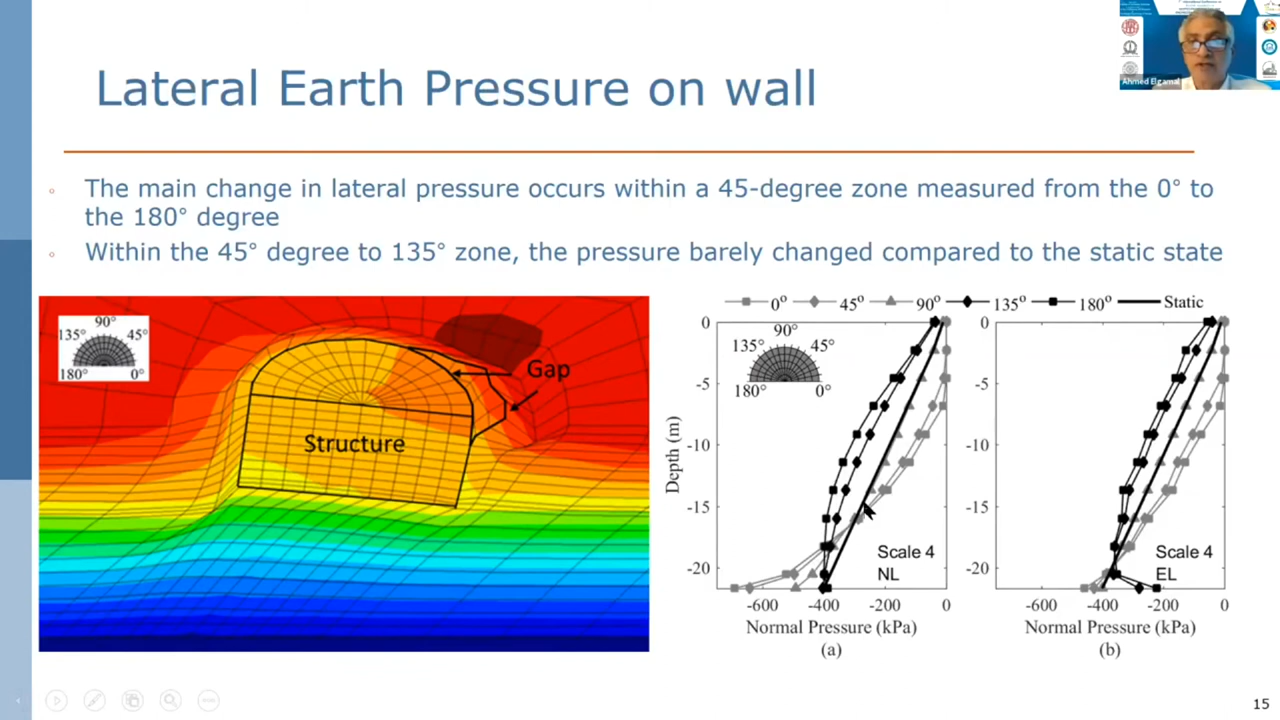 Ahmed Elgamal
Lateral Earth Pressure on wall
The main change in lateral pressure occurs within a 45-degree zone measured from the 0° to
the 180° degree
Within the 45° degree to 135° zone, the pressure barely changed compared to the static state
90°
135° 45°
180° 0°
Gap
Structure
0° 45° 90° 135° 180° Static
0
-5
-10
-15
-20
Depth (m)
90°
135° 45°
180° 0°
Scale 4
NL
-600 -400 -200 0
Normal Pressure (kPa)
(a)
0
-5
-10
-15
-20
Scale 4
EL
-600 -400 -200 0
Normal Pressure (kPa)
(b)
15